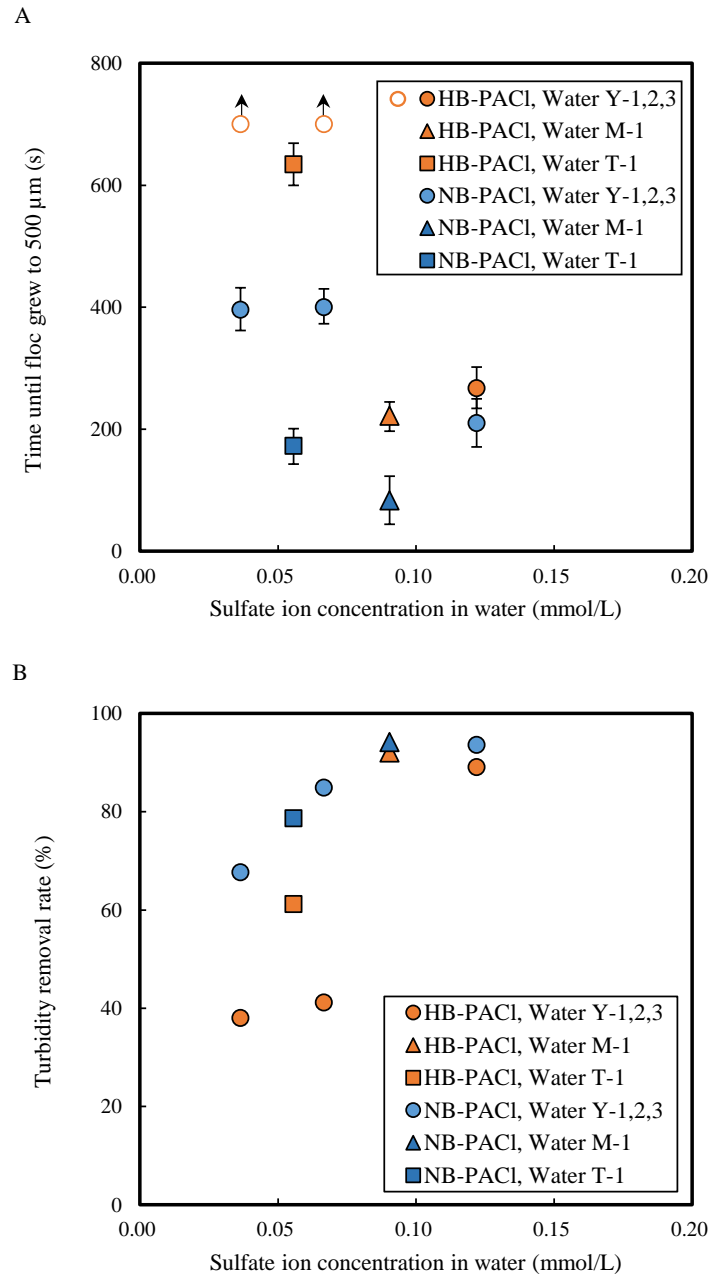 A
800
600
400
200
0
0.00
0.05
0.10
0.15
0.20
Time until floc grew to 500 μm (s)
Sulfate ion concentration in water (mmol/L)
HB-PACl, Water Y-1,2,3
HB-PACl, Water M-1
HB-PACl, Water T-1
NB-PACl, Water Y-1,2,3
NB-PACl, Water M-1
NB-PACl, Water T-1
B
100
80
60
40
20
0
0.00
0.05
0.10
0.15
0.20
Turbidity removal rate (%)
Sulfate ion concentration in water (mmol/L)
HB-PACl, Water Y-1,2,3
HB-PACl, Water M-1
HB-PACl, Water T-1
NB-PACl, Water Y-1,2,3
NB-PACl, Water M-1
NB-PACl, Water T-1